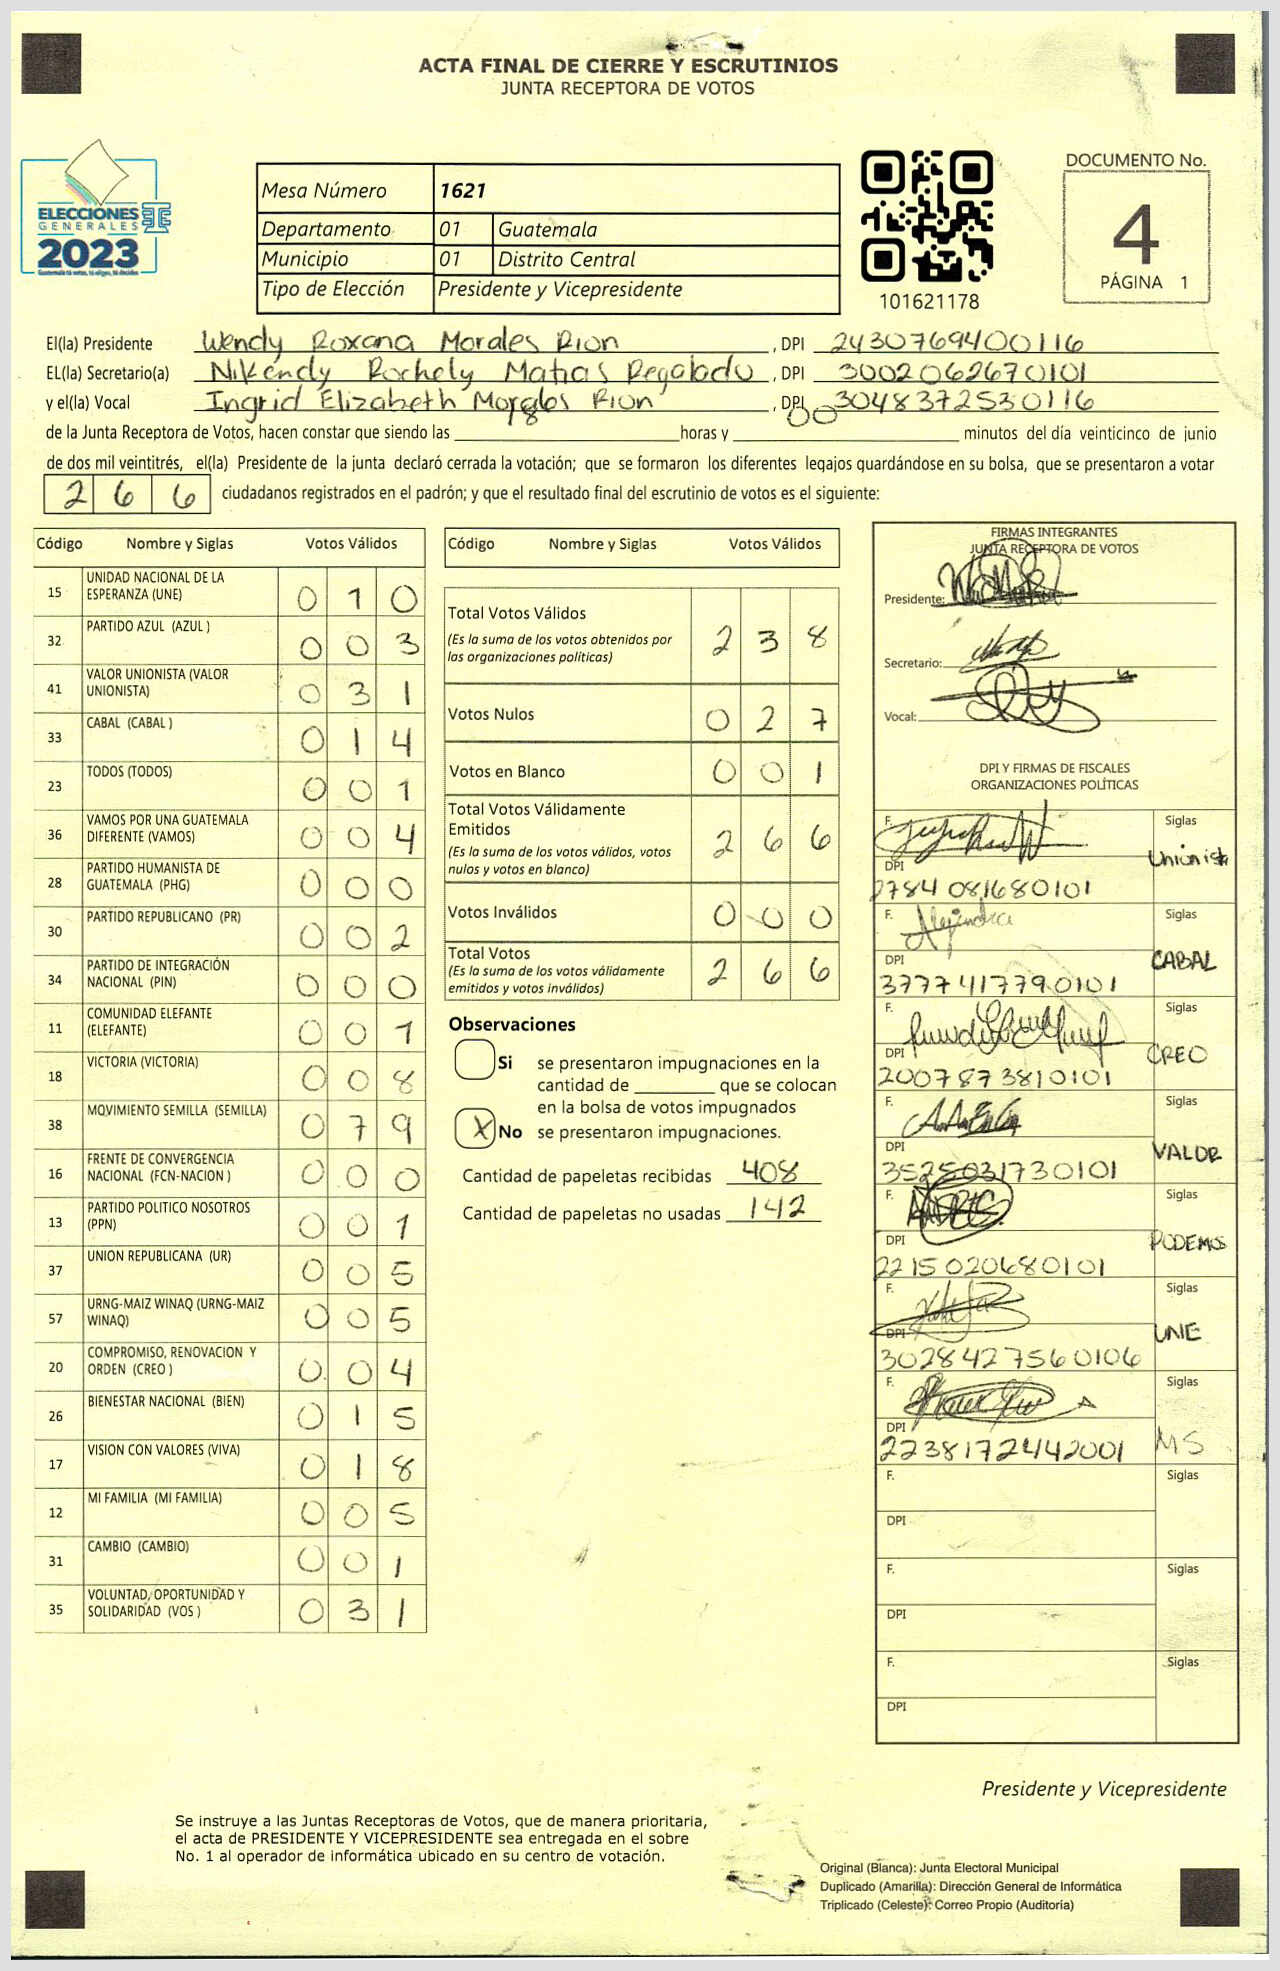 ACTA FINAL DE CIERRE Y ESCRUTINIOS
JUNTA RECEPTORA DE VOTOS
ELECCIONES
GENERALES
2023
Guatemala tú votas, tú eliges, tú decides
Mesa Número 1621
Departamento 01 Guatemala
Municipio 01 Distrito Central
Tipo de Elección Presidente y Vicepresidente
101621178
DOCUMENTO No.
4
PÁGINA 1
El(la) Presidente Wendy Roxana Morales Rion, DPI 2430769400116
EL(la) Secretario(a) Nikendy Rochely Matias Regalado, DPI 3002062670101
y el(la) Vocal Ingrid Elizabeth Morales Rion, DPI 3048372530116
de la Junta Receptora de Votos, hacen constar que siendo las 18 horas y 00 minutos del día veinticinco de junio
de dos mil veintitrés, el(la) Presidente de la junta declaró cerrada la votación; que se formaron los diferentes legajos guardándose en su bolsa, que se presentaron a votar
266 ciudadanos registrados en el padrón; y que el resultado final del escrutinio de votos es el siguiente:
Código Nombre y Siglas Votos Válidos
15 UNIDAD NACIONAL DE LA ESPERANZA (UNE) 0 1 0
32 PARTIDO AZUL (AZUL ) 0 0 3
41 VALOR UNIONISTA (VALOR UNIONISTA) 0 3 1
33 CABAL (CABAL ) 0 1 4
23 TODOS (TODOS) 0 0 1
36 VAMOS POR UNA GUATEMALA DIFERENTE (VAMOS) 0 0 4
28 PARTIDO HUMANISTA DE GUATEMALA (PHG) 0 0 0
30 PARTIDO REPUBLICANO (PR) 0 0 2
34 PARTIDO DE INTEGRACIÓN NACIONAL (PIN) 0 0 0
11 COMUNIDAD ELEFANTE (ELEFANTE) 0 0 1
18 VICTORIA (VICTORIA) 0 0 8
38 MOVIMIENTO SEMILLA (SEMILLA) 0 7 9
16 FRENTE DE CONVERGENCIA NACIONAL (FCN-NACION ) 0 0 0
13 PARTIDO POLITICO NOSOTROS (PPN) 0 0 1
37 UNION REPUBLICANA (UR) 0 0 5
57 URNG-MAIZ WINAQ (URNG-MAIZ WINAQ) 0 0 5
20 COMPROMISO, RENOVACION Y ORDEN (CREO ) 0 0 4
26 BIENESTAR NACIONAL (BIEN) 0 1 5
17 VISION CON VALORES (VIVA) 0 1 8
12 MI FAMILIA (MI FAMILIA) 0 0 5
31 CAMBIO (CAMBIO) 0 0 1
35 VOLUNTAD, OPORTUNIDAD Y SOLIDARIDAD (VOS ) 0 3 1
Código Nombre y Siglas Votos Válidos
Total Votos Válidos 2 3 8
(Es la suma de los votos obtenidos por
las organizaciones políticas)
Votos Nulos 0 2 7
Votos en Blanco 0 0 1
Total Votos Válidamente
Emitidos 2 6 6
(Es la suma de los votos válidos, votos
nulos y votos en blanco)
Votos Inválidos 0 0 0
Total Votos 2 6 6
(Es la suma de los votos válidamente
emitidos y votos inválidos)
Observaciones
Si se presentaron impugnaciones en la
cantidad de ________ que se colocan
en la bolsa de votos impugnados
X No se presentaron impugnaciones.
Cantidad de papeletas recibidas 408
Cantidad de papeletas no usadas 142
FIRMAS INTEGRANTES
JUNTA RECEPTORA DE VOTOS
Presidente:
Secretario:
Vocal:
DPI Y FIRMAS DE FISCALES
ORGANIZACIONES POLÍTICAS
F. Siglas
Unionist
DPI
2784081680101
F. Alejandra Siglas
CABAL
DPI
3777417790101
F. Siglas
CREO
DPI
2007873810101
F. Siglas
VALOR
DPI
3525031730101
F. Siglas
PODEMOS
DPI
2215020680101
F. Siglas
UNE
DPI
3028427560106
F. Siglas
MS
DPI
2238172442001
F. Siglas
DPI
F. Siglas
DPI
F. Siglas
DPI
Presidente y Vicepresidente
Se instruye a las Juntas Receptoras de Votos, que de manera prioritaria,
el acta de PRESIDENTE Y VICEPRESIDENTE sea entregada en el sobre
No. 1 al operador de informática ubicado en su centro de votación.
Original (Blanca): Junta Electoral Municipal
Duplicado (Amarilla): Dirección General de Informática
Triplicado (Celeste): Correo Propio (Auditoría)